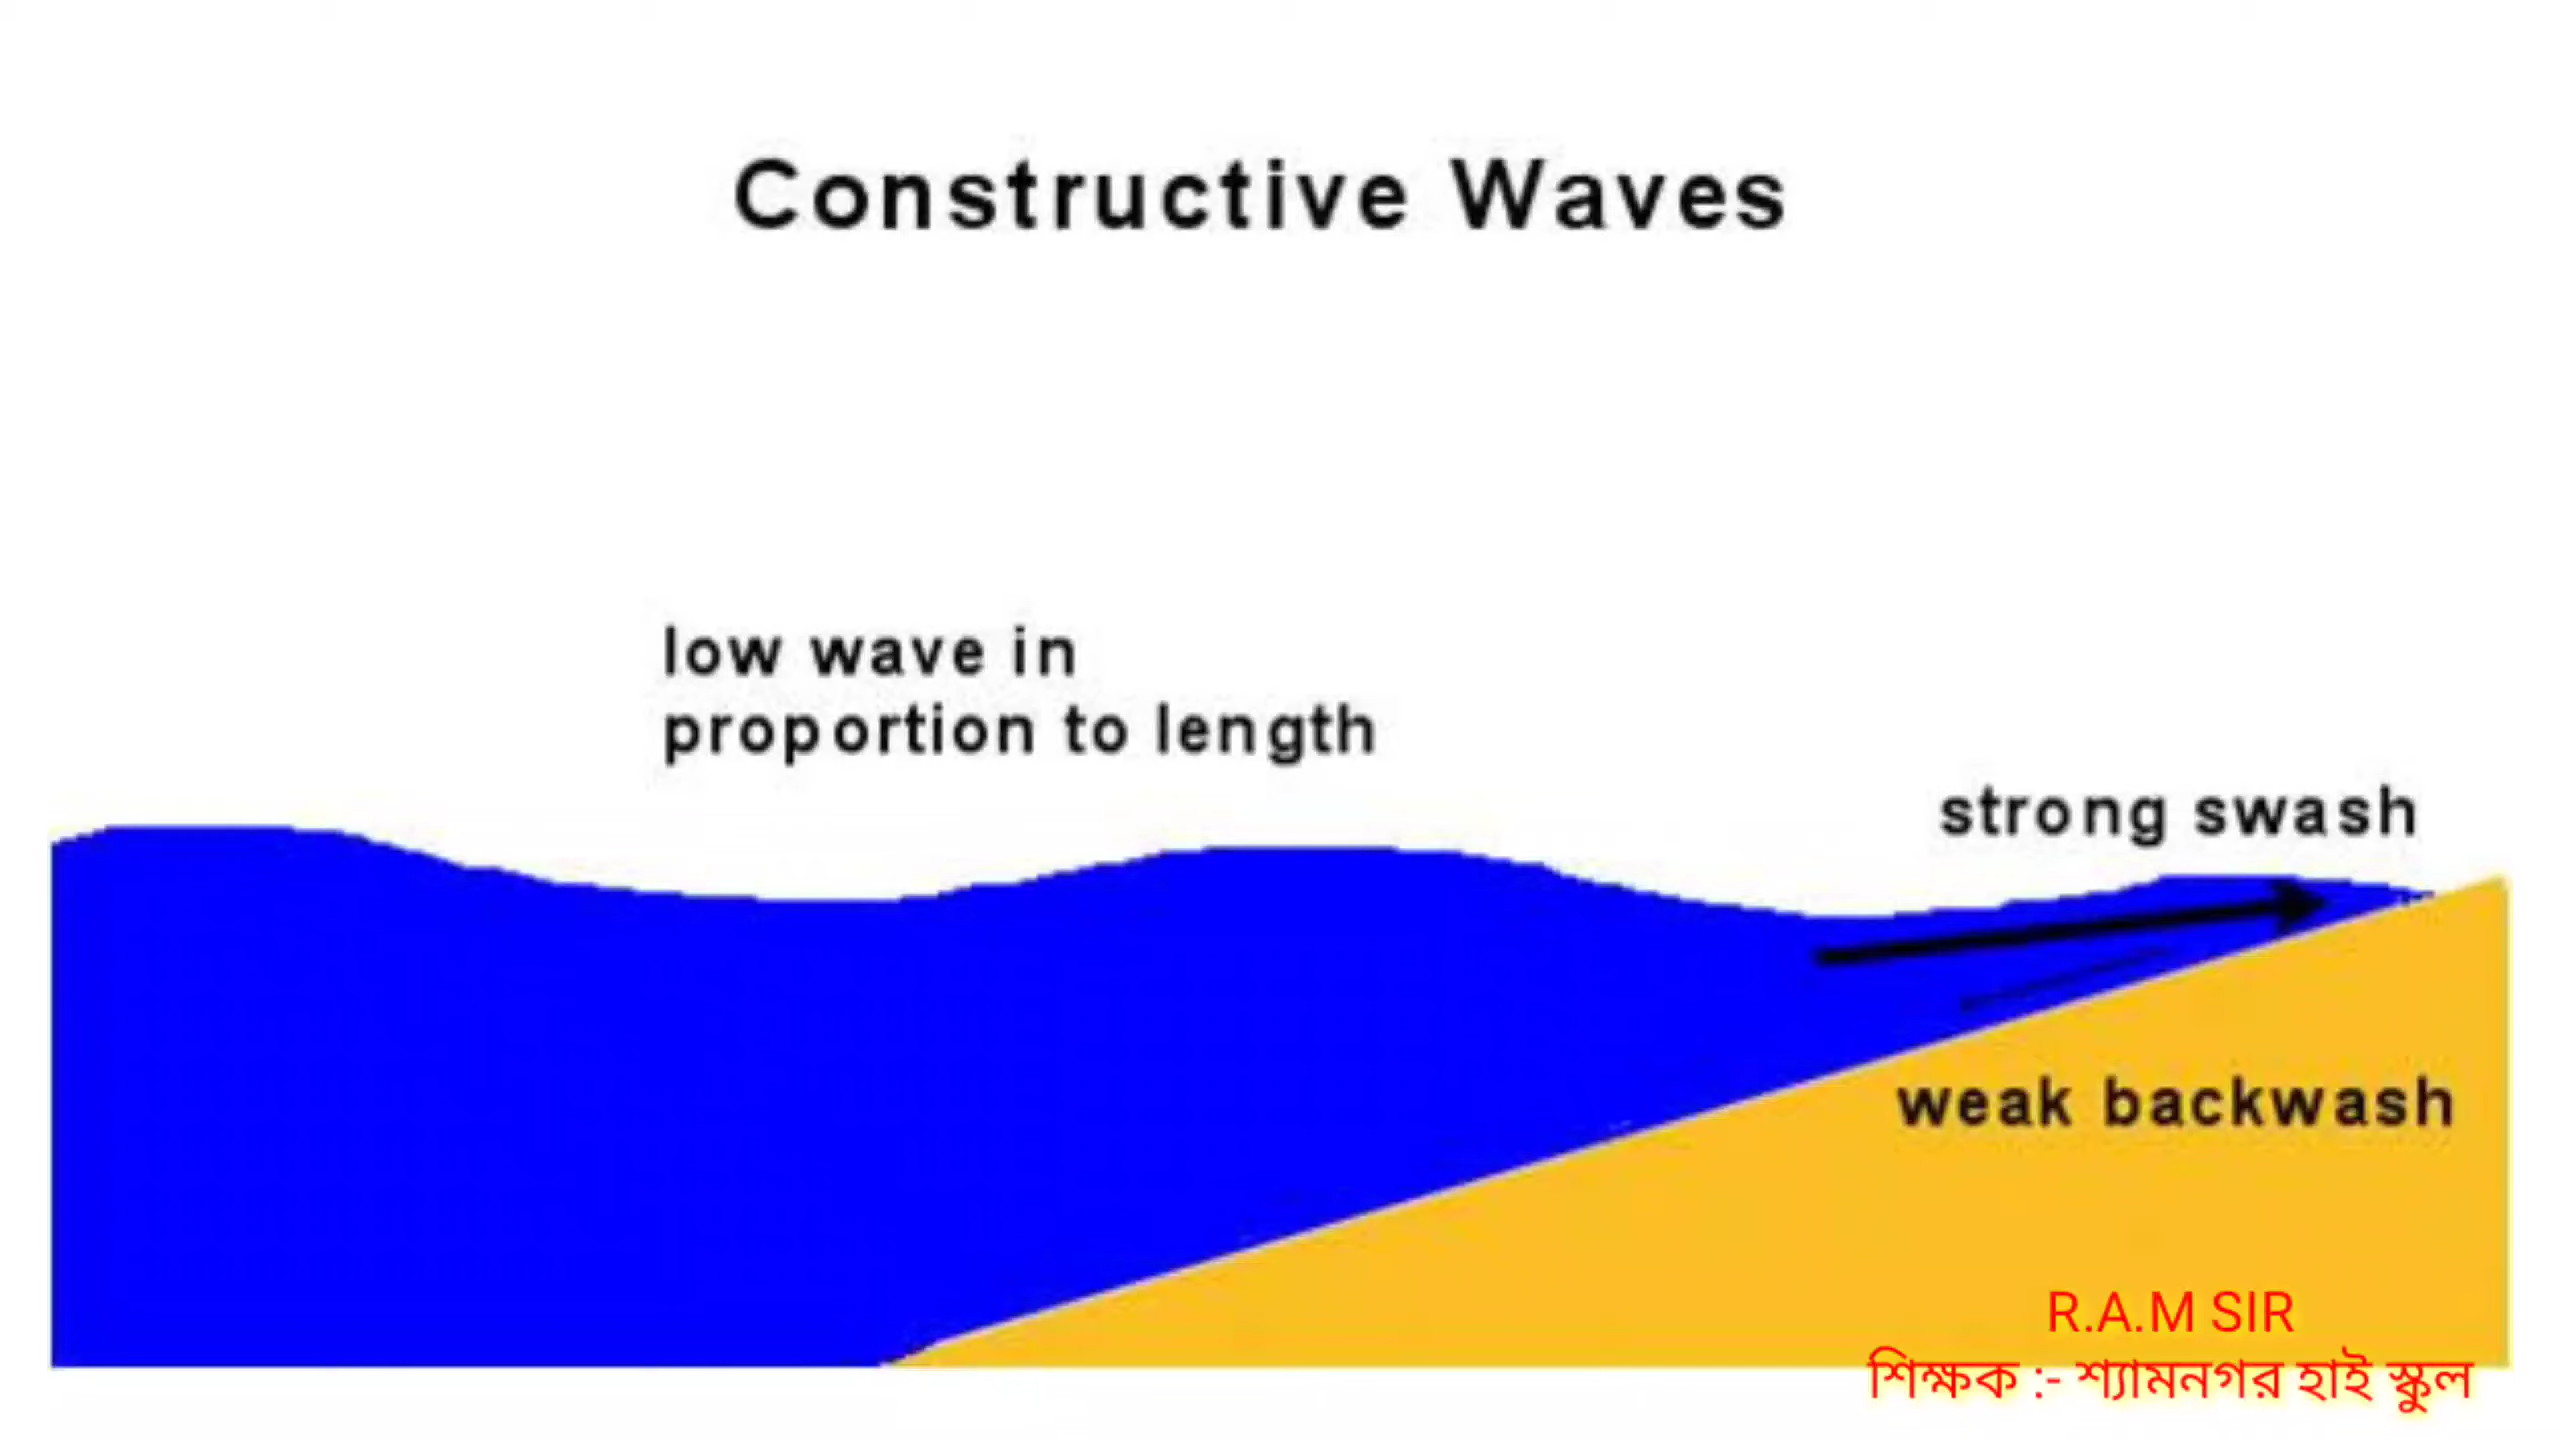 Constructive Waves
low wave in
proportion to length
strong swash
weak backwash
R.A.M SIR
শিক্ষক :- শ্যামনগর হাই স্কুল